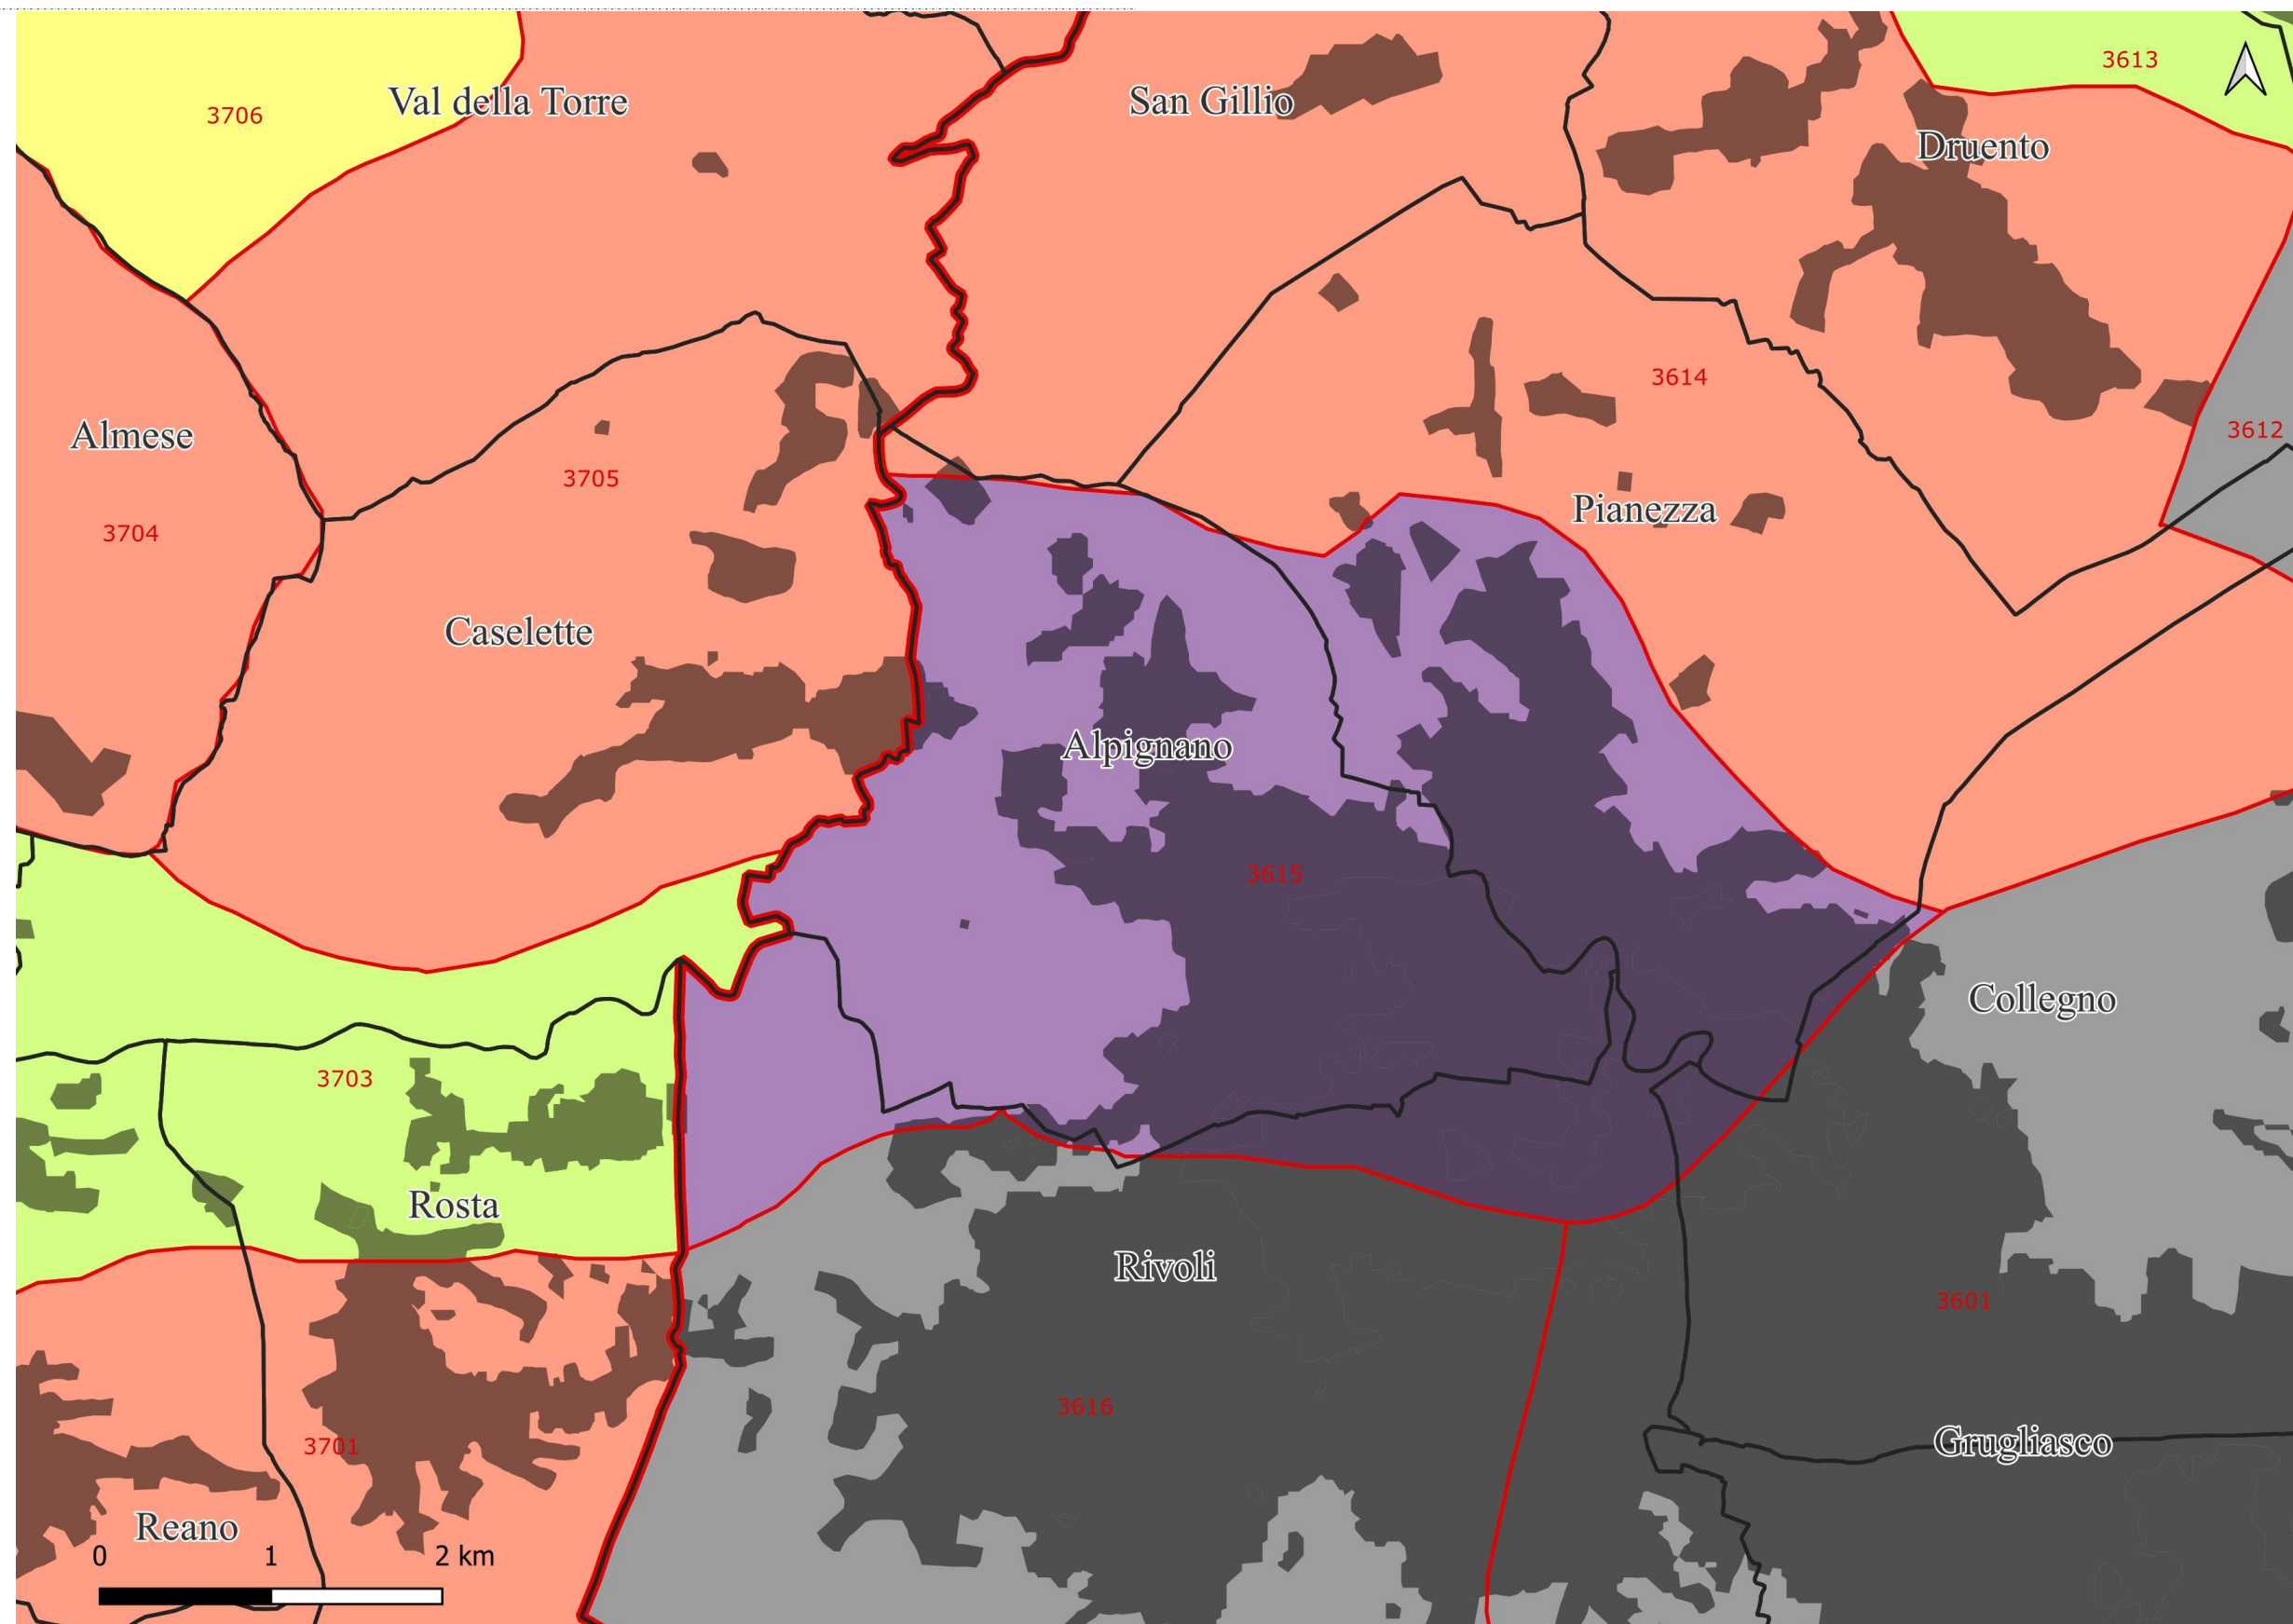 3613
Val della Torre
San Gillio
3706
Druento
3614
Almese
3612
3705
Pianezza
3704
Caselette
Alpignano
3615
Collegno
3703
Rosta
Rivoli
3601
3616
3701
Grugliasco
Reano
0 1 2 km